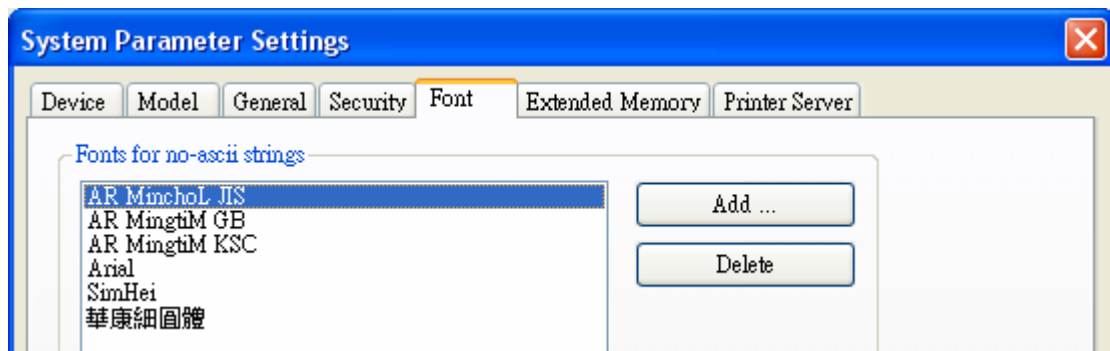 System Parameter Settings
Device Model General Security Font Extended Memory Printer Server
Fonts for no-ascii strings
AR MinchoL JIS
AR MingtiM GB
AR MingtiM KSC
Arial
SimHei
華康細圓體
Add ...
Delete